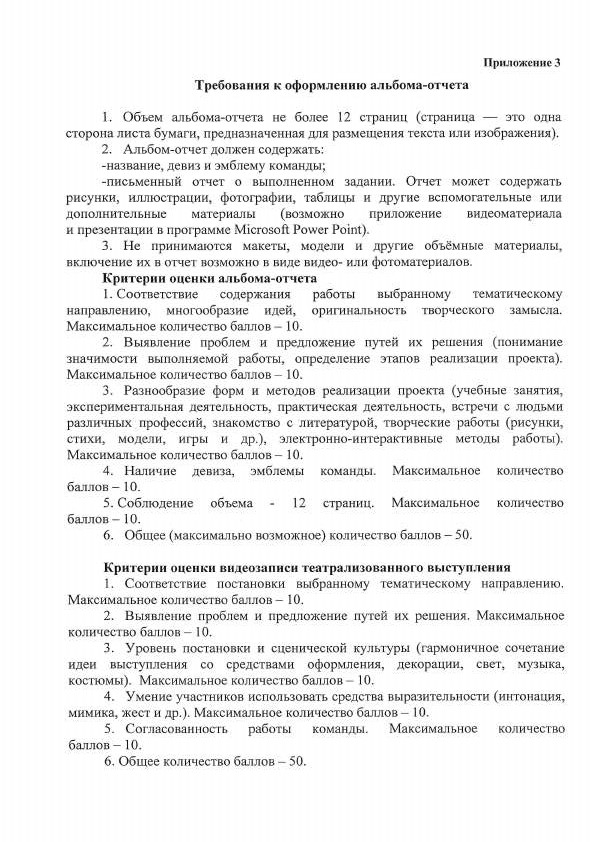 Приложение 3
Требования к оформлению альбома-отчета
1. Объем альбома-отчета не более 12 страниц (страница — это одна
сторона листа бумаги, предназначенная для размещения текста или изображения).
2. Альбом-отчет должен содержать:
-название, девиз и эмблему команды;
-письменный отчет о выполненном задании. Отчет может содержать
рисунки, иллюстрации, фотографии, таблицы и другие вспомогательные или
дополнительные материалы (возможно приложение видеоматериала
и презентации в программе Microsoft Power Point).
3. Не принимаются макеты, модели и другие объёмные материалы,
включение их в отчет возможно в виде видео- или фотоматериалов.
Критерии оценки альбома-отчета
1. Соответствие содержания работы выбранному тематическому
направлению, многообразие идей, оригинальность творческого замысла.
Максимальное количество баллов – 10.
2. Выявление проблем и предложение путей их решения (понимание
значимости выполняемой работы, определение этапов реализации проекта).
Максимальное количество баллов – 10.
3. Разнообразие форм и методов реализации проекта (учебные занятия,
экспериментальная деятельность, практическая деятельность, встречи с людьми
различных профессий, знакомство с литературой, творческие работы (рисунки,
стихи, модели, игры и др.), электронно-интерактивные методы работы).
Максимальное количество баллов – 10.
4. Наличие девиза, эмблемы команды. Максимальное количество
баллов – 10.
5. Соблюдение объема - 12 страниц. Максимальное количество
баллов – 10.
6. Общее (максимально возможное) количество баллов – 50.
Критерии оценки видеозаписи театрализованного выступления
1. Соответствие постановки выбранному тематическому направлению.
Максимальное количество баллов – 10.
2. Выявление проблем и предложение путей их решения. Максимальное
количество баллов – 10.
3. Уровень постановки и сценической культуры (гармоничное сочетание
идеи выступления со средствами оформления, декорации, свет, музыка,
костюмы). Максимальное количество баллов – 10.
4. Умение участников использовать средства выразительности (интонация,
мимика, жест и др.). Максимальное количество баллов – 10.
5. Согласованность работы команды. Максимальное количество
баллов – 10.
6. Общее количество баллов – 50.